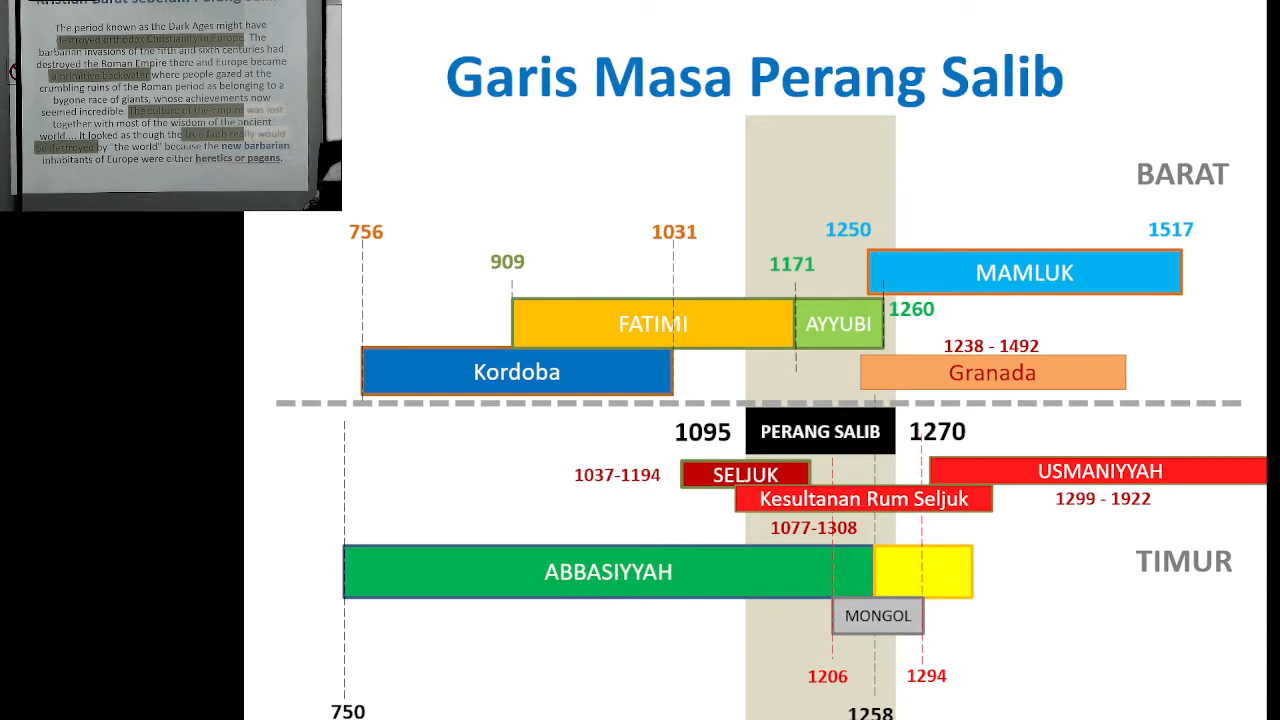 The period known as the Dark Ages might have
destroyed orthodox Christianity in Europe. The
barbarian invasions of the fifth and sixth centuries had
destroyed the Roman Empire there and Europe became
a primitive backwater where people gazed at the
crumbling ruins of the Roman period as belonging to a
bygone race of giants, whose achievements now
seemed incredible. The culture of the Empire was lost
together with most of the wisdom of the ancient
world.... It looked as though the true faith really would
be destroyed by "the world" because the new barbarian
inhabitants of Europe were either heretics or pagans.
Garis Masa Perang Salib
BARAT
756
1031
1250
1517
909
1171
MAMLUK
FATIMI
AYYUBI
1260
1238 - 1492
Kordoba
Granada
1095
PERANG SALIB
1270
1037-1194
SELJUK
USMANIYYAH
Kesultanan Rum Seljuk
1299 - 1922
1077-1308
TIMUR
ABBASIYYAH
MONGOL
1206
1294
750
1258